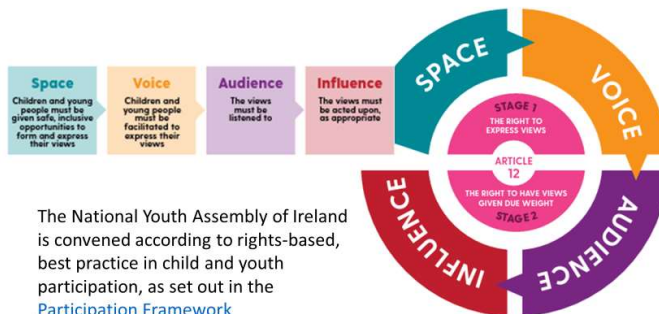 Space
Children and young
people must be
given safe, inclusive
opportunities to
form and express
their views
Voice
Children and
young people
must be
facilitated to
express their
views
Audience
The views
must be
listened to
Influence
The views must
be acted upon,
as appropriate
SPACE
VOICE
AUDIENCE
INFLUENCE
STAGE 1
THE RIGHT TO
EXPRESS VIEWS
ARTICLE
12
THE RIGHT TO HAVE VIEWS
GIVEN DUE WEIGHT
STAGE 2
The National Youth Assembly of Ireland
is convened according to rights-based,
best practice in child and youth
participation, as set out in the
Participation Framework